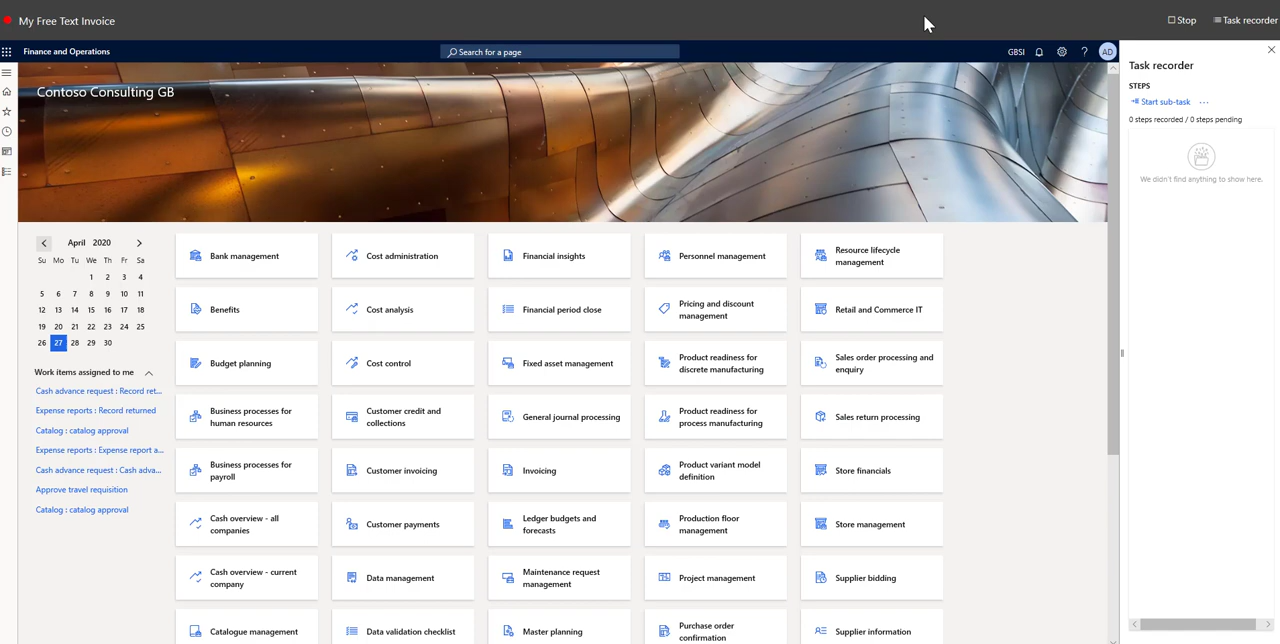 My Free Text Invoice
Stop
Task recorder
Finance and Operations
Search for a page
GBSI
?
AD
Contoso Consulting GB
Task recorder
STEPS
Start sub-task
...
0 steps recorded / 0 steps pending
We didn't find anything to show here.
April 2020
Su Mo Tu We Th Fr Sa
1 2 3 4
5 6 7 8 9 10 11
12 13 14 15 16 17 18
19 20 21 22 23 24 25
26 27 28 29 30
Work items assigned to me
Cash advance request : Record ret...
Expense reports : Record returned
Catalog : catalog approval
Expense reports : Expense report a...
Cash advance request : Cash adva...
Approve travel requisition
Catalog : catalog approval
Bank management
Benefits
Budget planning
Business processes for
human resources
Business processes for
payroll
Cash overview - all
companies
Cash overview - current
company
Catalogue management
Cost administration
Cost analysis
Cost control
Customer credit and
collections
Customer invoicing
Customer payments
Data management
Data validation checklist
Financial insights
Financial period close
Fixed asset management
General journal processing
Invoicing
Ledger budgets and
forecasts
Maintenance request
management
Master planning
Personnel management
Pricing and discount
management
Product readiness for
discrete manufacturing
Product readiness for
process manufacturing
Product variant model
definition
Production floor
management
Project management
Purchase order
confirmation
Resource lifecycle
management
Retail and Commerce IT
Sales order processing and
enquiry
Sales return processing
Store financials
Store management
Supplier bidding
Supplier information